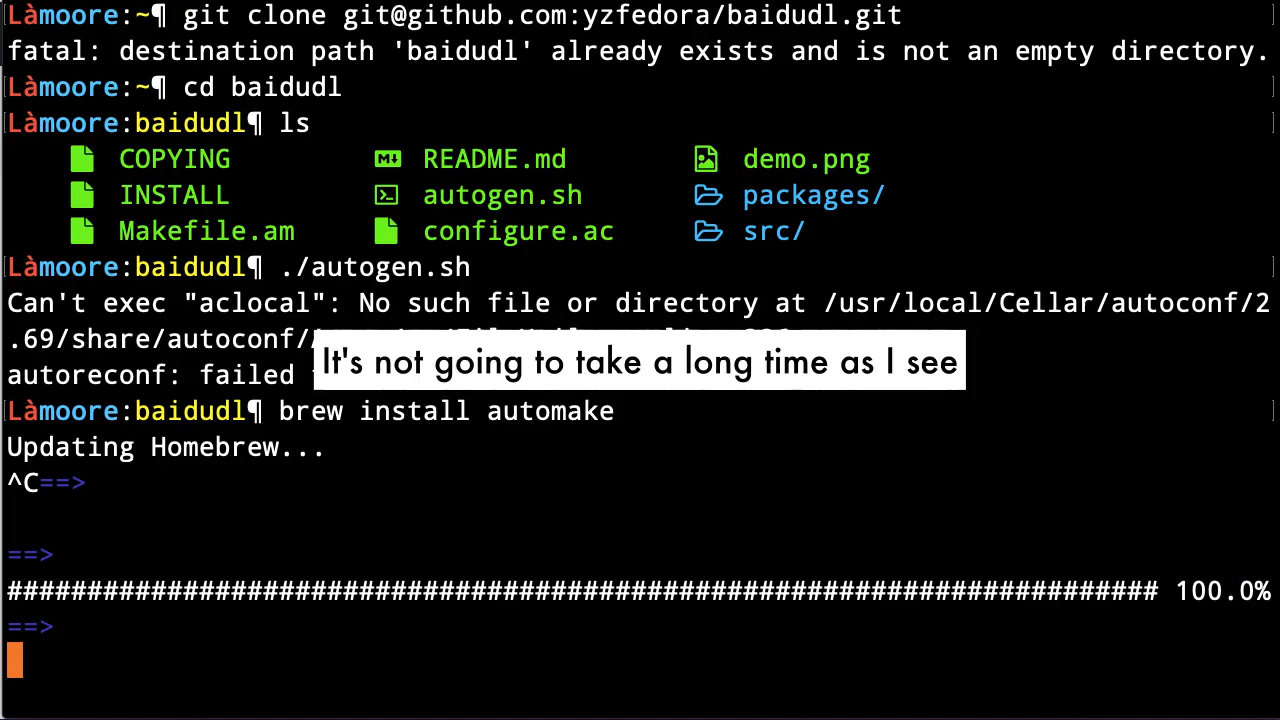 Làmoore:~¶ git clone git@github.com:yzfedora/baidudl.git
fatal: destination path 'baidudl' already exists and is not an empty directory.
Làmoore:~¶ cd baidudl
Làmoore:baidudl¶ ls
COPYING README.md demo.png
INSTALL autogen.sh packages/
Makefile.am configure.ac src/
Làmoore:baidudl¶ ./autogen.sh
Can't exec "aclocal": No such file or directory at /usr/local/Cellar/autoconf/2
.69/share/autoconf/
It's not going to take a long time as I see
autoreconf: failed
Làmoore:baidudl¶ brew install automake
Updating Homebrew...
^C==>
==>
######################################################################## 100.0%
==>